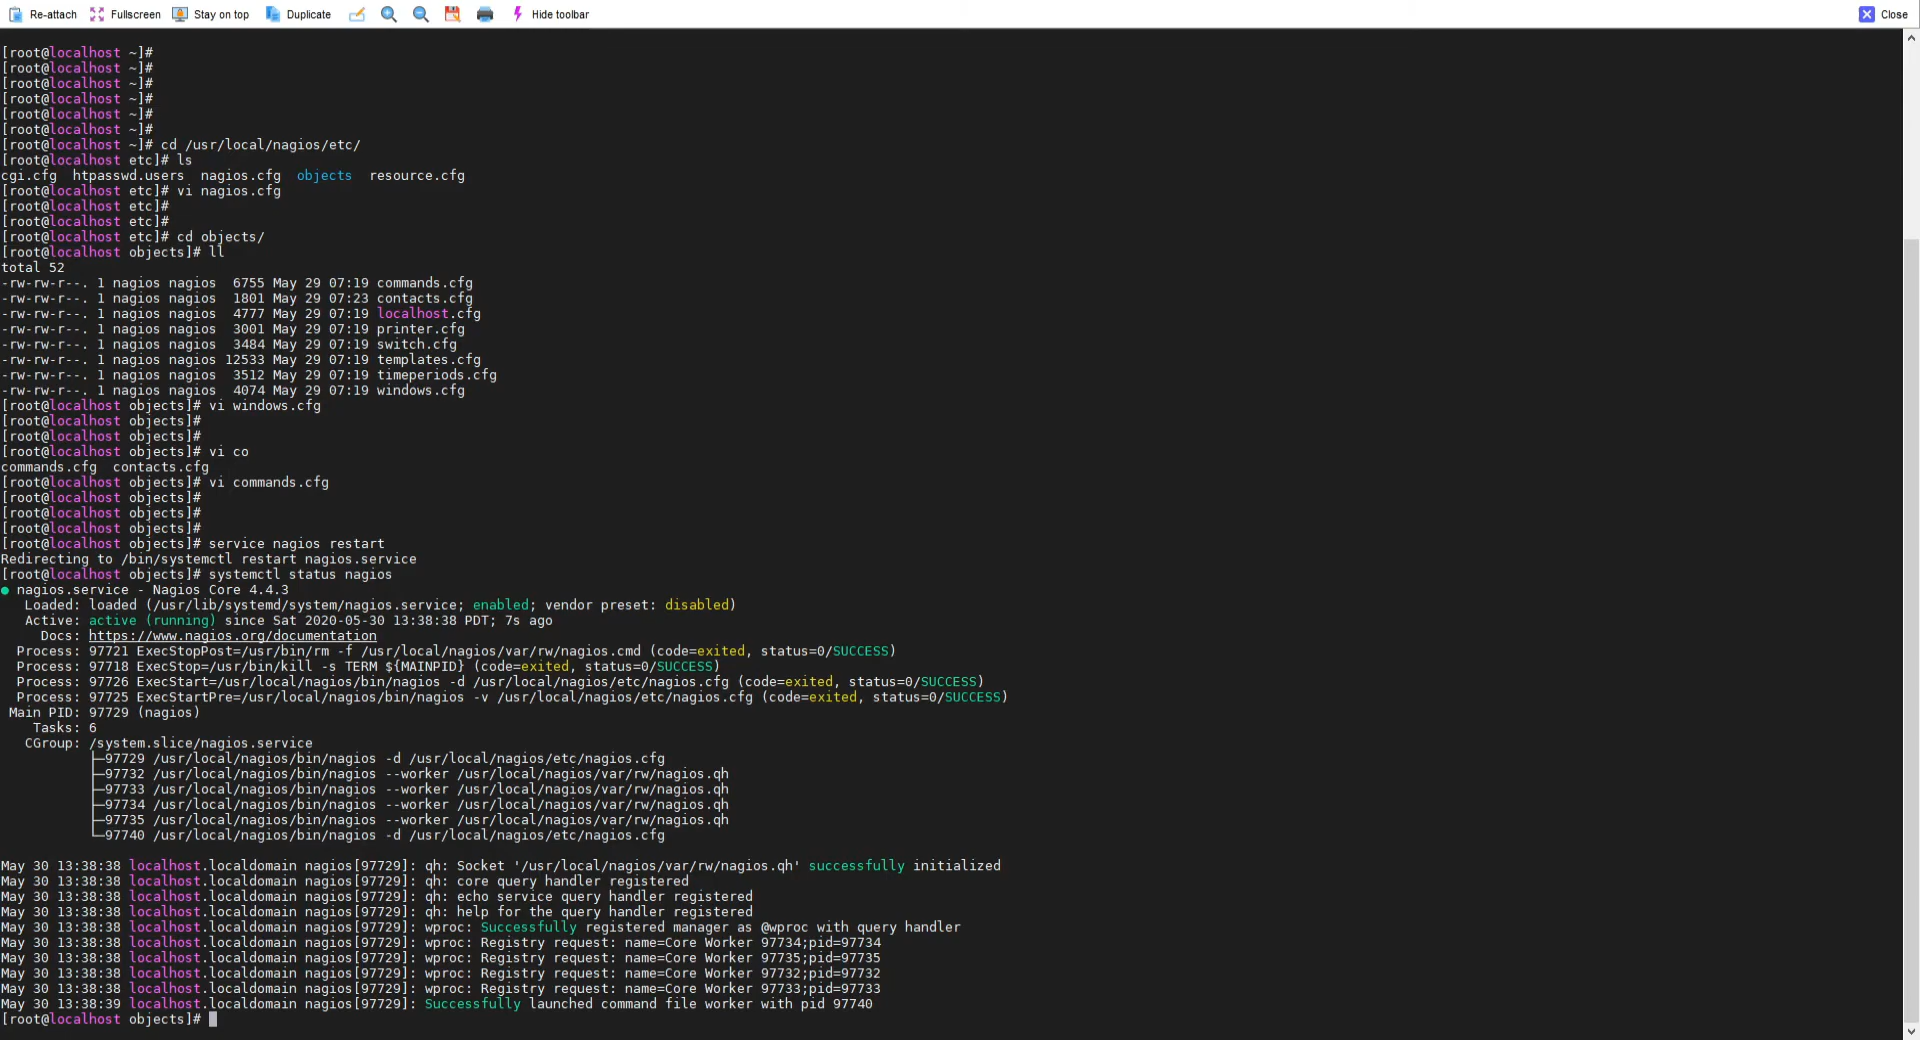 Re-attach Fullscreen Stay on top Duplicate Hide toolbar Close
[root@localhost ~]#
[root@localhost ~]#
[root@localhost ~]#
[root@localhost ~]#
[root@localhost ~]#
[root@localhost ~]#
[root@localhost ~]# cd /usr/local/nagios/etc/
[root@localhost etc]# ls
cgi.cfg  htpasswd.users  nagios.cfg  objects  resource.cfg
[root@localhost etc]# vi nagios.cfg
[root@localhost etc]#
[root@localhost etc]#
[root@localhost etc]# cd objects/
[root@localhost objects]# ll
total 52
-rw-rw-r--. 1 nagios nagios  6755 May 29 07:19 commands.cfg
-rw-rw-r--. 1 nagios nagios  1801 May 29 07:23 contacts.cfg
-rw-rw-r--. 1 nagios nagios  4777 May 29 07:19 localhost.cfg
-rw-rw-r--. 1 nagios nagios  3001 May 29 07:19 printer.cfg
-rw-rw-r--. 1 nagios nagios  3484 May 29 07:19 switch.cfg
-rw-rw-r--. 1 nagios nagios 12533 May 29 07:19 templates.cfg
-rw-rw-r--. 1 nagios nagios  3512 May 29 07:19 timeperiods.cfg
-rw-rw-r--. 1 nagios nagios  4074 May 29 07:19 windows.cfg
[root@localhost objects]# vi windows.cfg
[root@localhost objects]#
[root@localhost objects]#
[root@localhost objects]# vi co
commands.cfg  contacts.cfg
[root@localhost objects]# vi commands.cfg
[root@localhost objects]#
[root@localhost objects]#
[root@localhost objects]#
[root@localhost objects]# service nagios restart
Redirecting to /bin/systemctl restart nagios.service
[root@localhost objects]# systemctl status nagios
● nagios.service - Nagios Core 4.4.3
   Loaded: loaded (/usr/lib/systemd/system/nagios.service; enabled; vendor preset: disabled)
   Active: active (running) since Sat 2020-05-30 13:38:38 PDT; 7s ago
     Docs: https://www.nagios.org/documentation
  Process: 97721 ExecStopPost=/usr/bin/rm -f /usr/local/nagios/var/rw/nagios.cmd (code=exited, status=0/SUCCESS)
  Process: 97718 ExecStop=/usr/bin/kill -s TERM ${MAINPID} (code=exited, status=0/SUCCESS)
  Process: 97726 ExecStart=/usr/local/nagios/bin/nagios -d /usr/local/nagios/etc/nagios.cfg (code=exited, status=0/SUCCESS)
  Process: 97725 ExecStartPre=/usr/local/nagios/bin/nagios -v /usr/local/nagios/etc/nagios.cfg (code=exited, status=0/SUCCESS)
 Main PID: 97729 (nagios)
    Tasks: 6
   CGroup: /system.slice/nagios.service
           ├─97729 /usr/local/nagios/bin/nagios -d /usr/local/nagios/etc/nagios.cfg
           ├─97732 /usr/local/nagios/bin/nagios --worker /usr/local/nagios/var/rw/nagios.qh
           ├─97733 /usr/local/nagios/bin/nagios --worker /usr/local/nagios/var/rw/nagios.qh
           ├─97734 /usr/local/nagios/bin/nagios --worker /usr/local/nagios/var/rw/nagios.qh
           ├─97735 /usr/local/nagios/bin/nagios --worker /usr/local/nagios/var/rw/nagios.qh
           └─97740 /usr/local/nagios/bin/nagios -d /usr/local/nagios/etc/nagios.cfg

May 30 13:38:38 localhost.localdomain nagios[97729]: qh: Socket '/usr/local/nagios/var/rw/nagios.qh' successfully initialized
May 30 13:38:38 localhost.localdomain nagios[97729]: qh: core query handler registered
May 30 13:38:38 localhost.localdomain nagios[97729]: qh: echo service query handler registered
May 30 13:38:38 localhost.localdomain nagios[97729]: qh: help for the query handler registered
May 30 13:38:38 localhost.localdomain nagios[97729]: wproc: Successfully registered manager as @wproc with query handler
May 30 13:38:38 localhost.localdomain nagios[97729]: wproc: Registry request: name=Core Worker 97734;pid=97734
May 30 13:38:38 localhost.localdomain nagios[97729]: wproc: Registry request: name=Core Worker 97735;pid=97735
May 30 13:38:38 localhost.localdomain nagios[97729]: wproc: Registry request: name=Core Worker 97732;pid=97732
May 30 13:38:38 localhost.localdomain nagios[97729]: wproc: Registry request: name=Core Worker 97733;pid=97733
May 30 13:38:39 localhost.localdomain nagios[97729]: Successfully launched command file worker with pid 97740
[root@localhost objects]#